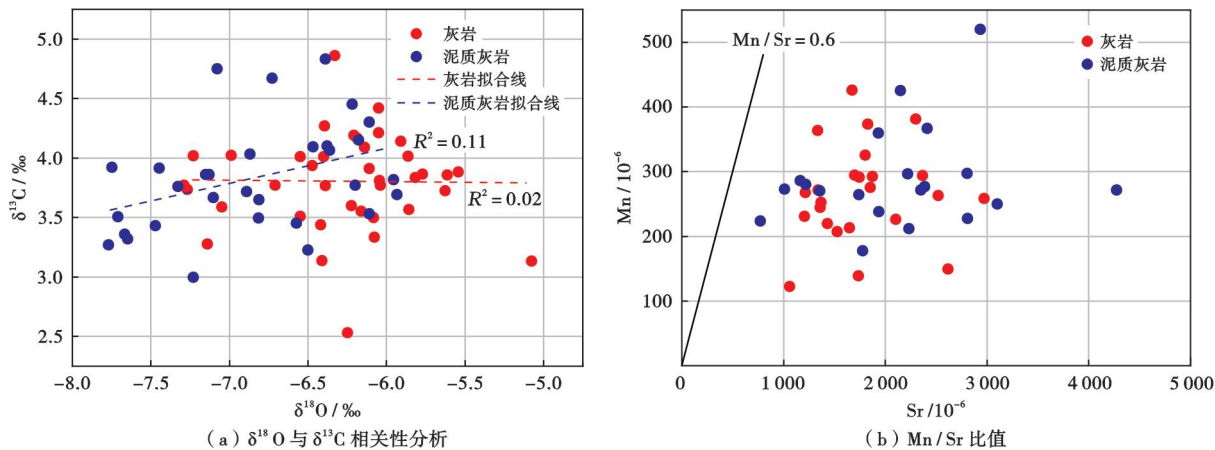 5.0
4.5
4.0
3.5
3.0
2.5
δ¹³C / ‰
灰岩
泥质灰岩
灰岩拟合线
泥质灰岩拟合线
R² = 0.11
R² = 0.02
-8.0 -7.5 -7.0 -6.5 -6.0 -5.5 -5.0
δ¹⁸O / ‰
(a) δ¹⁸O 与 δ¹³C 相关性分析
500
400
300
200
100
Mn / 10⁻⁶
Mn / Sr = 0.6
灰岩
泥质灰岩
0 1 000 2 000 3 000 4 000 5 000
Sr /10⁻⁶
(b) Mn/Sr 比值